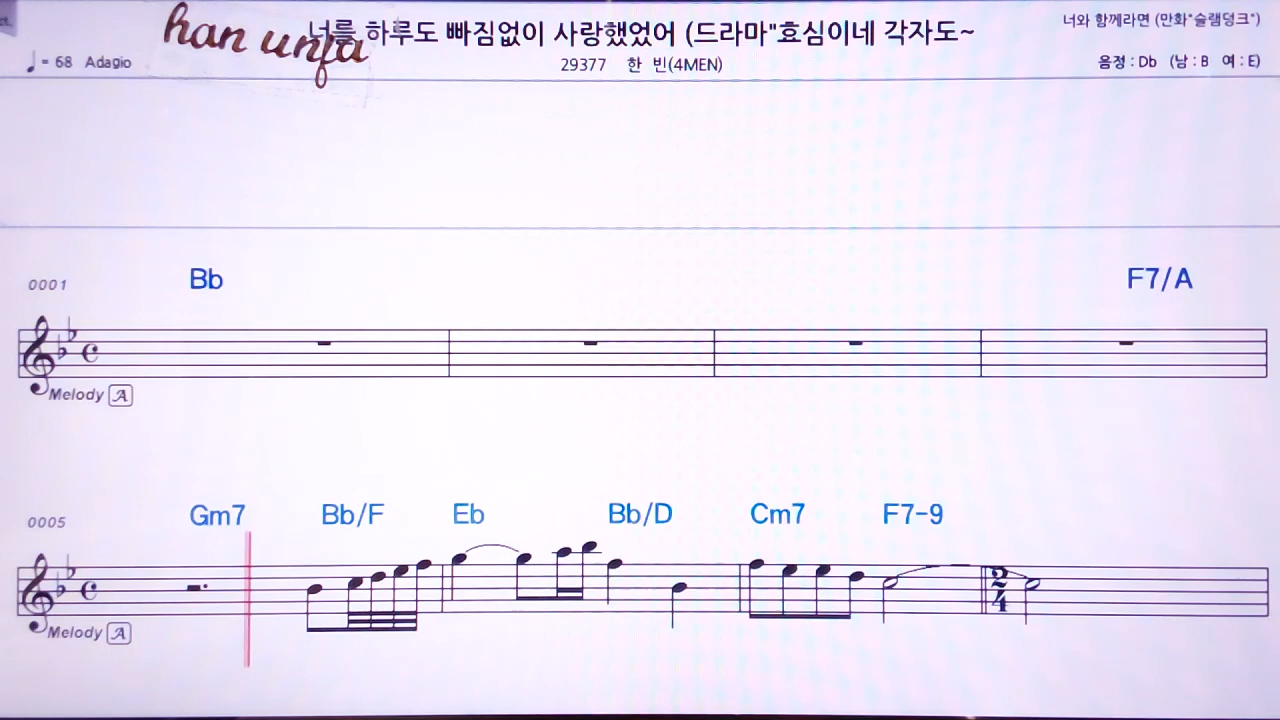 han unfa
너를 하루도 빠짐없이 사랑했었어 (드라마"효심이네 각자도~
너와 함께라면 (만화"슬램덩크")
♩= 68 Adagio
29377 한 빈(4MEN)
음정 : Db (남 : B 여 : E)
0001 Bb F7/A
Melody A
0005 Gm7 Bb/F Eb Bb/D Cm7 F7-9
2
4
Melody A